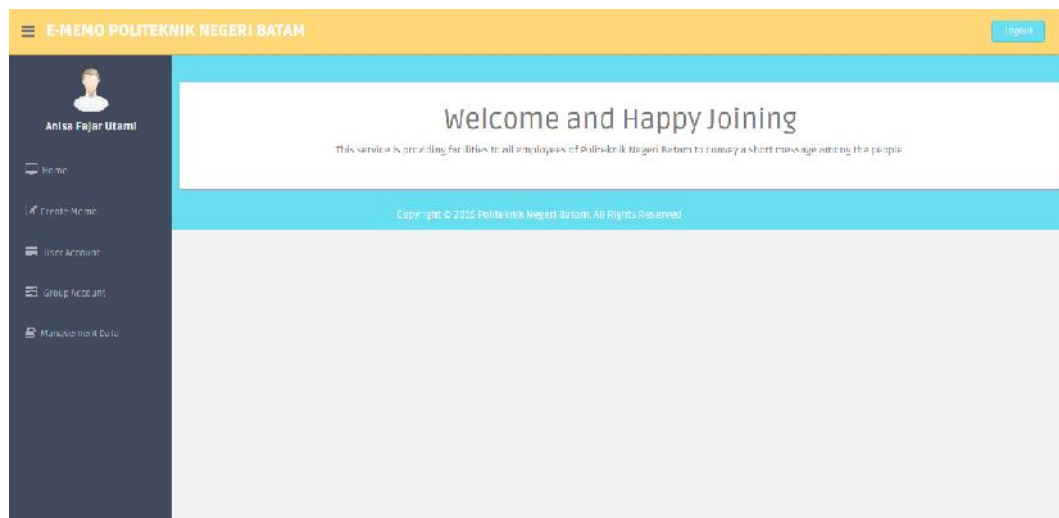 E-MEMO POLITEKNIK NEGERI BATAM
Logout
Anisa Fajar Utami
Home
Create Memo
User Account
Group Account
Management Data
Welcome and Happy Joining
This service is providing facilities to all employees of Politeknik Negeri Batam to convey a short message among the people
Copyright © 2015 Politeknik Negeri Batam. All Rights Reserved